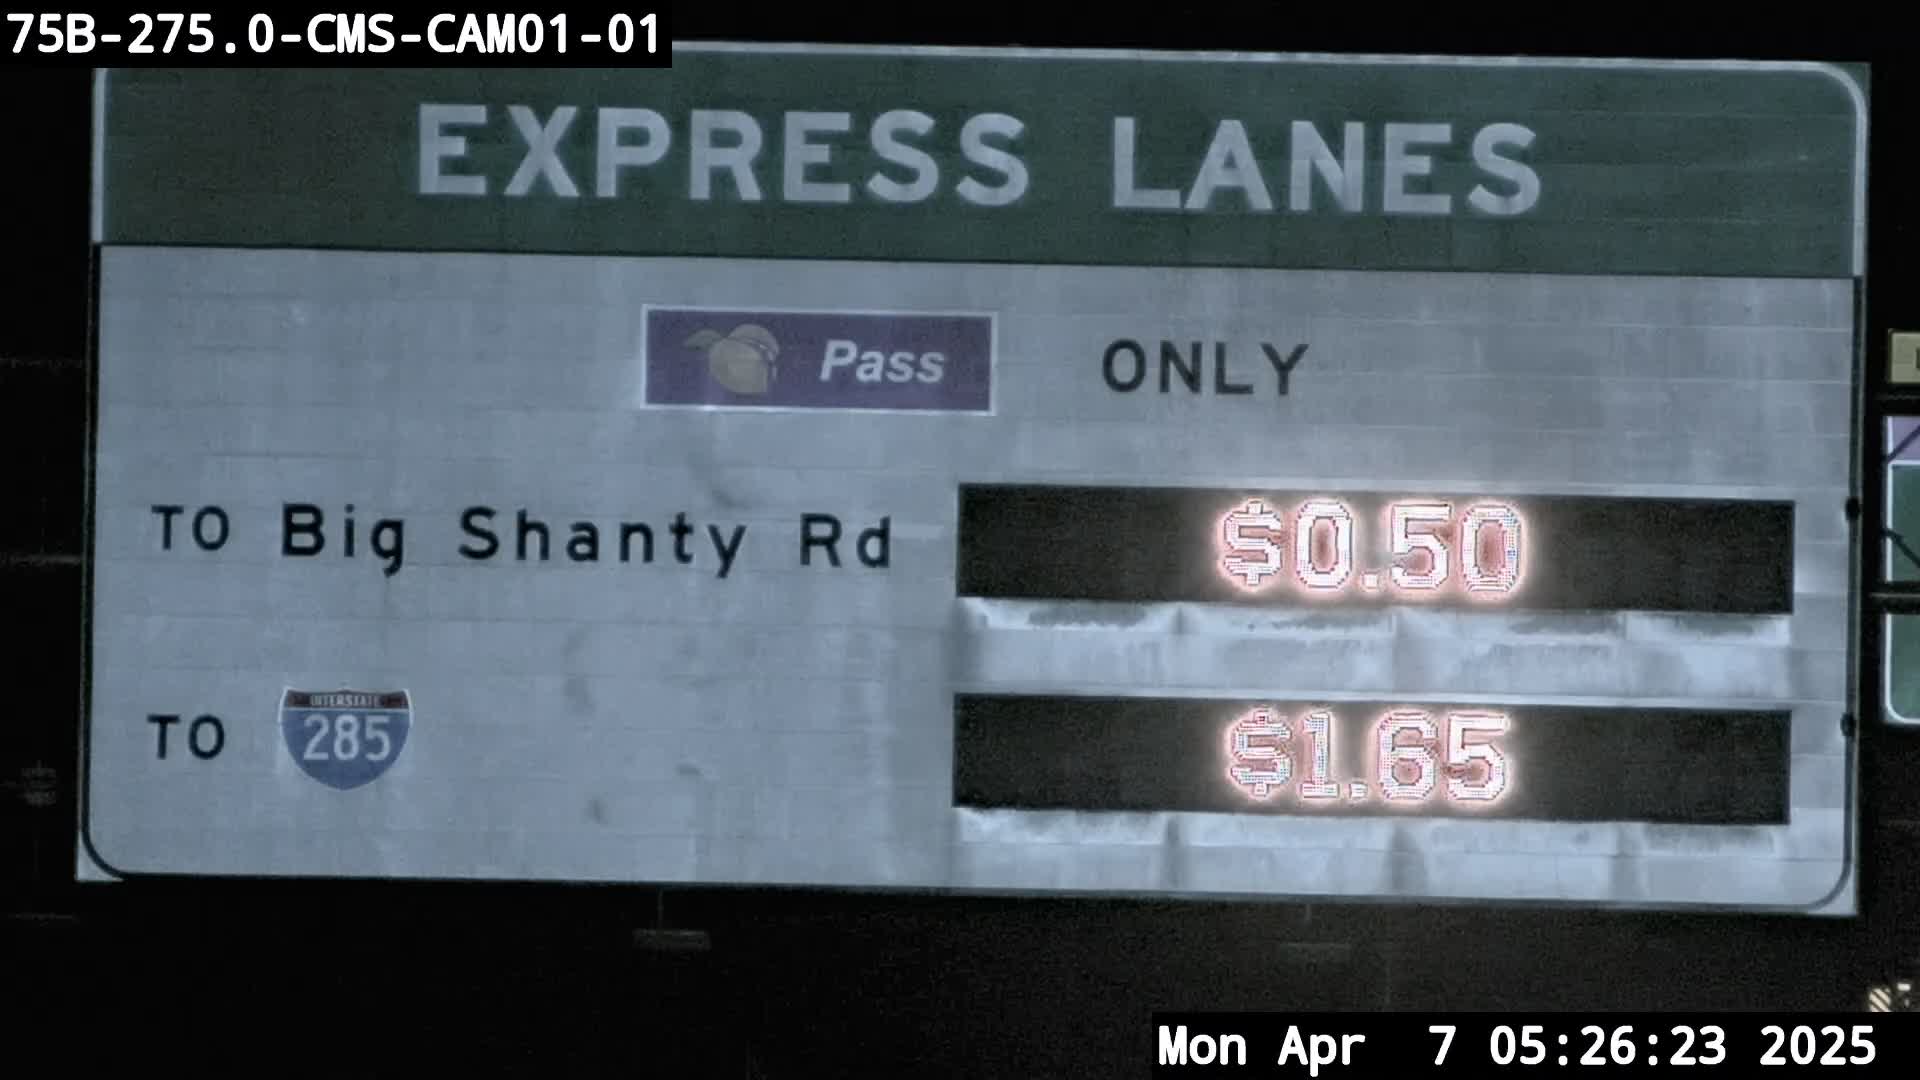 75B-275.0-CMS-CAM01-01
EXPRESS LANES
Pass ONLY
TO Big Shanty Rd $0.50
TO INTERSTATE 285 $1.65
Mon Apr 7 05:26:23 2025